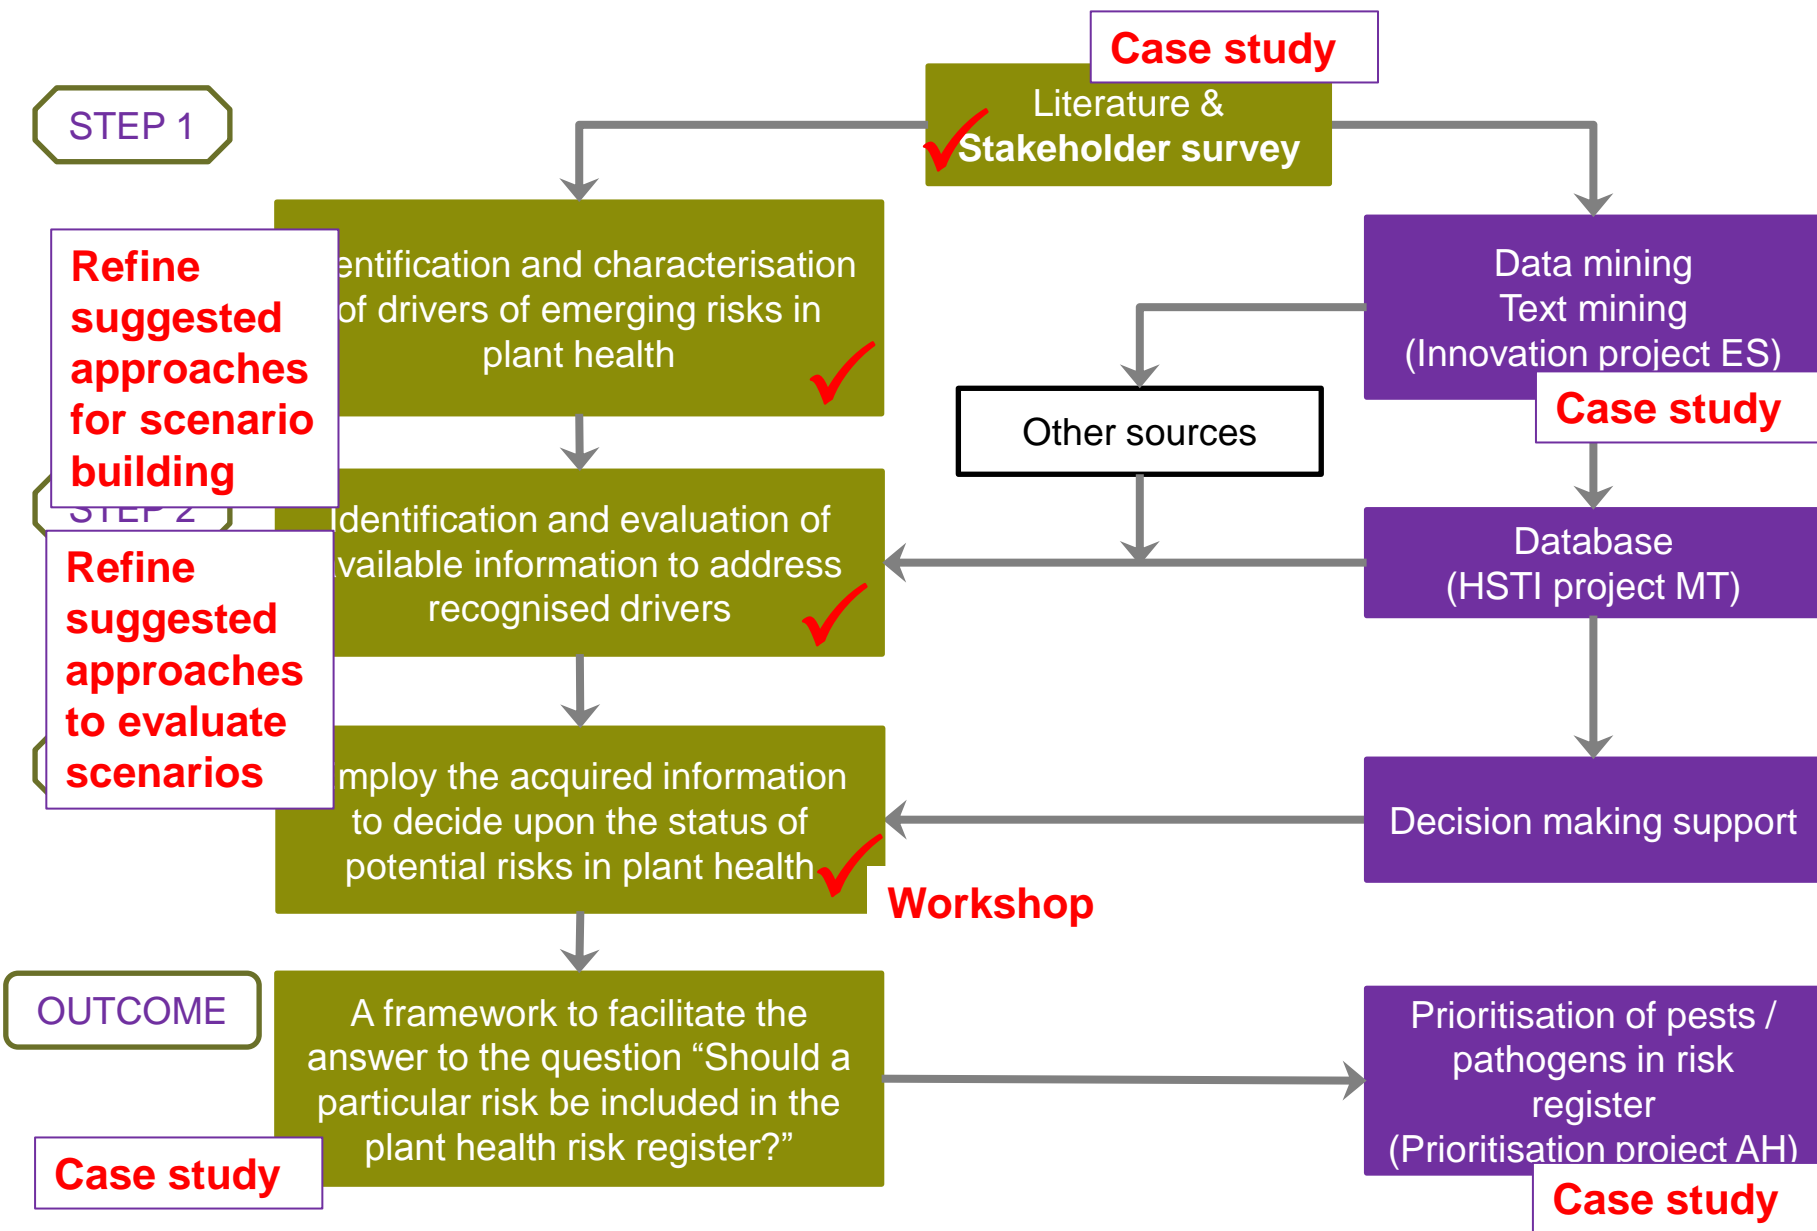 Case study
STEP 1
Literature &
Stakeholder survey
Refine
suggested
approaches
for scenario
building
entification and characterisation
of drivers of emerging risks in
plant health
Data mining
Text mining
(Innovation project ES)
Case study
Other sources
STEP 2
Refine
suggested
approaches
to evaluate
scenarios
Identification and evaluation of
vailable information to address
recognised drivers
Database
(HSTI project MT)
mploy the acquired information
to decide upon the status of
potential risks in plant health
Workshop
Decision making support
OUTCOME
A framework to facilitate the
answer to the question “Should a
particular risk be included in the
plant health risk register?”
Case study
Prioritisation of pests /
pathogens in risk
register
(Prioritisation project AH)
Case study